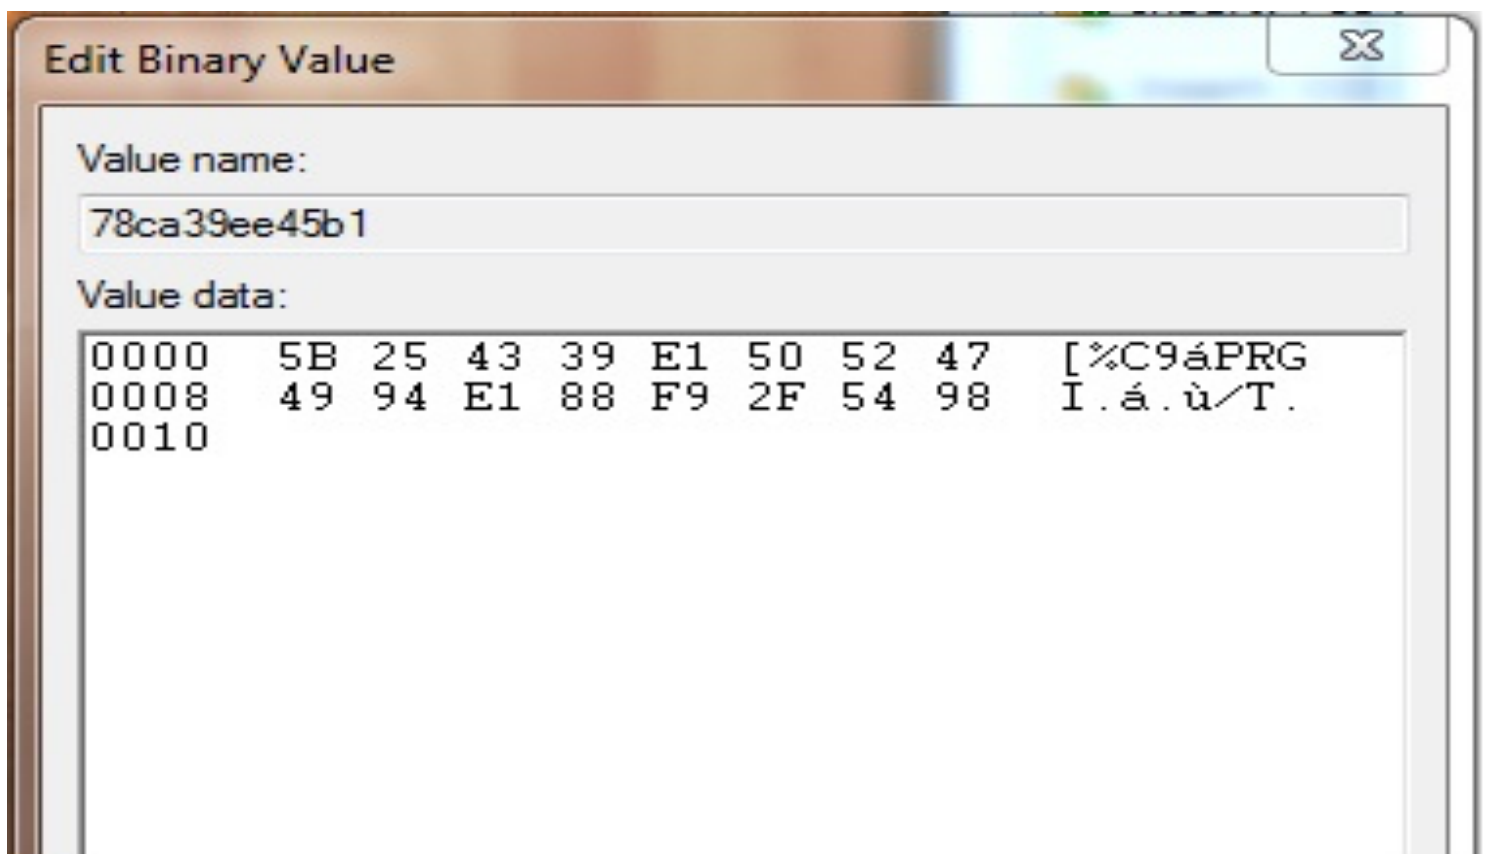 Edit Binary Value
Value name:
78ca39ee45b1
Value data:
0000 5B 25 43 39 E1 50 52 47 [%C9áPRG
0008 49 94 E1 88 F9 2F 54 98 I.á.ù/T.
0010